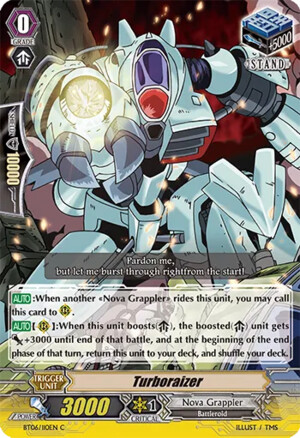 0
GRADE
+5000
STAND
10000
SHIELD
Pardon me,
but let me burst through rightfrom the start!
AUTO :When another «Nova Grappler» rides this unit, you may call
this card to .
AUTO [ :]When this unit boosts( ), the boosted( ) unit gets
+3000 until end of that battle, and at the beginning of the end
phase of that turn, return this unit to your deck, and shuffle your deck.
TRIGGER
UNIT
Turboraizer
POWER
3000
1
CRITICAL
Nova Grappler
Battleroid
BT06/110EN C
ILLUST / TMS